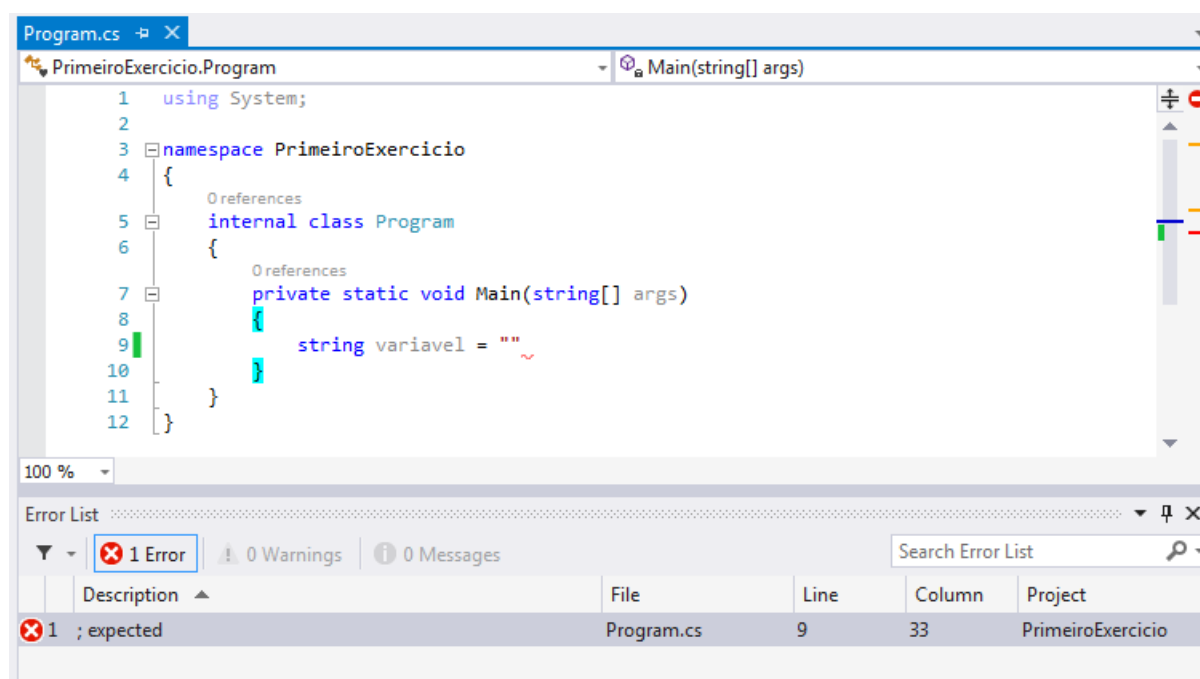 Program.cs
PrimeiroExercicio.Program Main(string[] args)
1 using System;
2
3 namespace PrimeiroExercicio
4 {
0 references
5 internal class Program
6 {
0 references
7 private static void Main(string[] args)
8 {
9 string variavel = ""
10 }
11 }
12 }
100 %
Error List
1 Error 0 Warnings 0 Messages Search Error List
Description File Line Column Project
1 ; expected Program.cs 9 33 PrimeiroExercicio